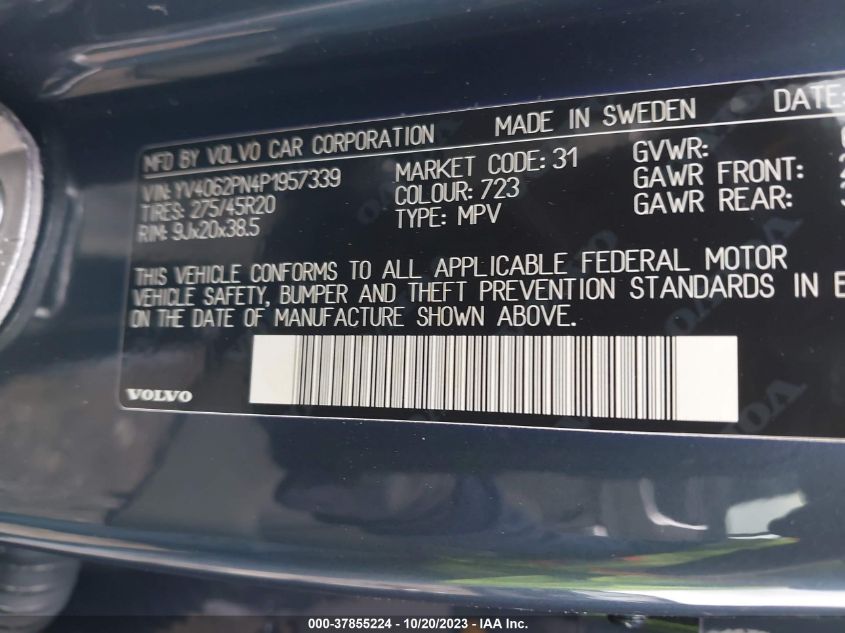 MFD BY VOLVO CAR CORPORATION MADE IN SWEDEN DATE:
VIN: YV4062PN4P1957339 MARKET CODE: 31 GVWR:
TIRES: 275/45R20 COLOUR: 723 GAWR FRONT: 2
RIM: 9Jx20x38.5 TYPE: MPV GAWR REAR:
THIS VEHICLE CONFORMS TO ALL APPLICABLE FEDERAL MOTOR
VEHICLE SAFETY, BUMPER AND THEFT PREVENTION STANDARDS IN E
ON THE DATE OF MANUFACTURE SHOWN ABOVE.
VOLVO
000-37855224 - 10/20/2023 - IAA Inc.